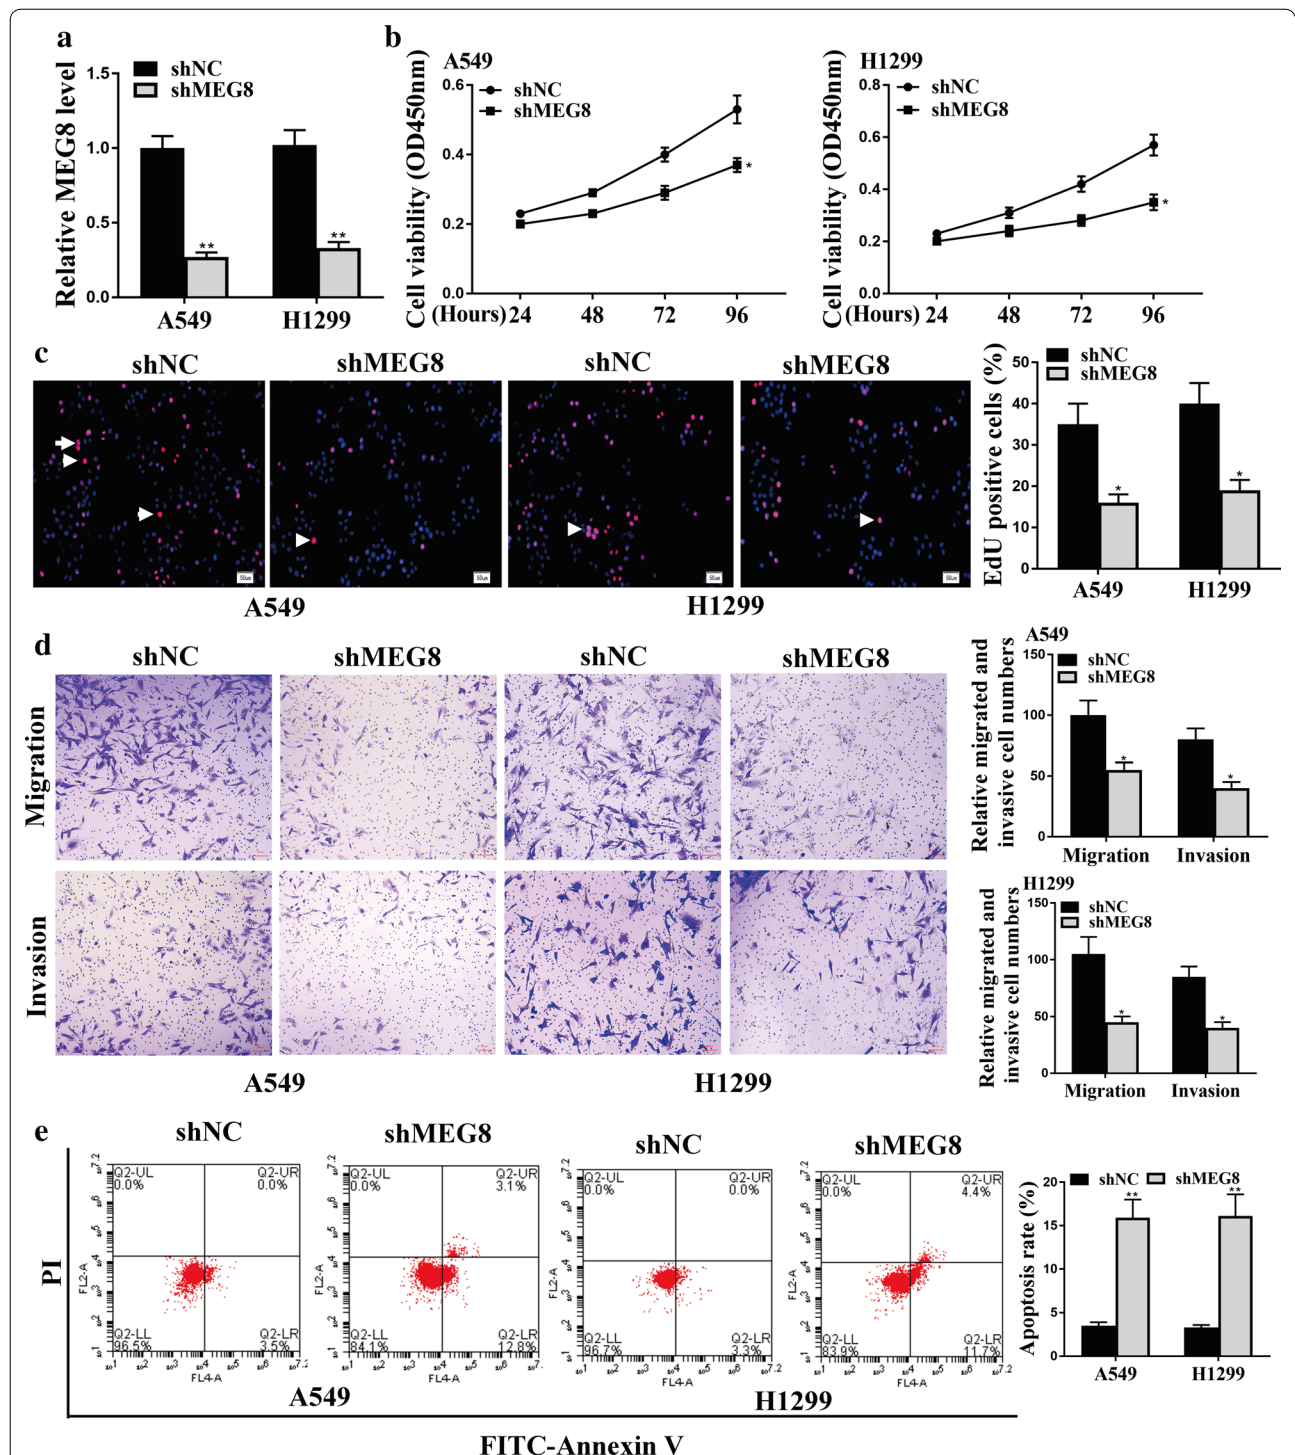 a
Relative MEG8 level
1.5
1.0
0.5
0.0
shNC
shMEG8
**
**
A549
H1299
b
A549
Cell viability (OD450nm)
0.6
0.4
0.2
0.0
shNC
shMEG8
*
(Hours) 24 48 72 96
H1299
Cell viability (OD450nm)
0.8
0.6
0.4
0.2
0.0
shNC
shMEG8
*
(Hours) 24 48 72 96
c
shNC
shMEG8
shNC
shMEG8
50um
50um
50um
50um
A549
H1299
EdU positive cells (%)
50
40
30
20
10
0
shNC
shMEG8
*
*
A549
H1299
d
shNC
shMEG8
shNC
shMEG8
Migration
Invasion
A549
H1299
A549
Relative migrated and
invasive cell numbers
150
100
50
0
shNC
shMEG8
*
*
Migration
Invasion
H1299
Relative migrated and
invasive cell numbers
150
100
50
0
shNC
shMEG8
*
*
Migration
Invasion
e
PI
shNC
Q2-UL
0.0%
Q2-UR
0.0%
Q2-LL
96.5%
Q2-LR
3.5%
FL2-A
FL4-A
shMEG8
Q2-UL
0.0%
Q2-UR
3.1%
Q2-LL
84.1%
Q2-LR
12.8%
FL2-A
FL4-A
shNC
Q2-UL
0.0%
Q2-UR
0.0%
Q2-LL
96.7%
Q2-LR
3.3%
FL2-A
FL4-A
shMEG8
Q2-UL
0.0%
Q2-UR
4.4%
Q2-LL
83.9%
Q2-LR
11.7%
FL2-A
FL4-A
A549
H1299
FITC-Annexin V
Apoptosis rate (%)
20
15
10
5
0
shNC
shMEG8
**
**
A549
H1299